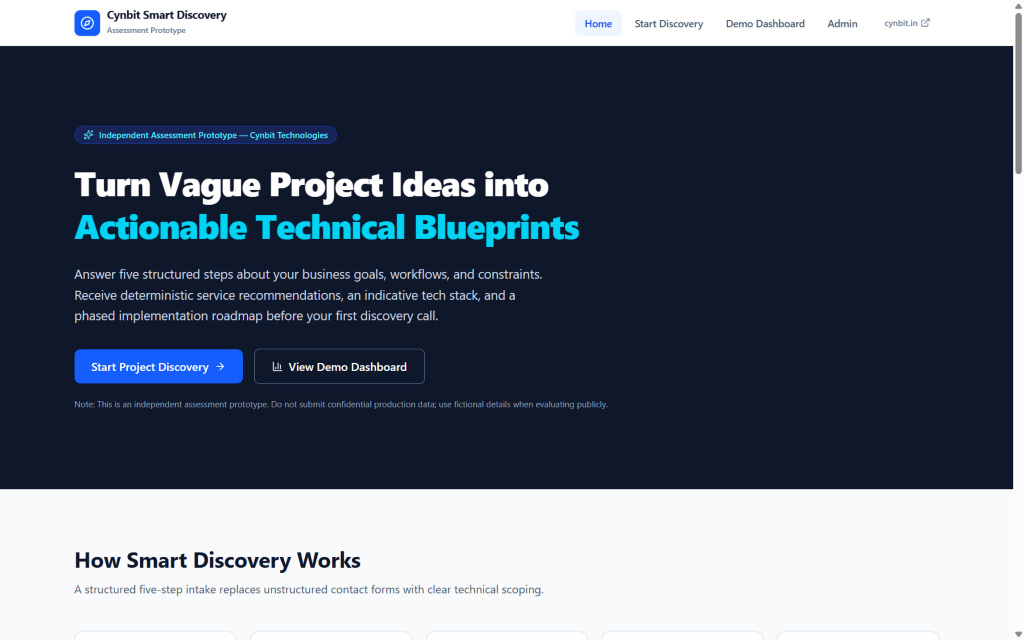 Cynbit Smart Discovery
Assessment Prototype
Home
Start Discovery
Demo Dashboard
Admin
cynbit.in
Independent Assessment Prototype — Cynbit Technologies
Turn Vague Project Ideas into
Actionable Technical Blueprints
Answer five structured steps about your business goals, workflows, and constraints.
Receive deterministic service recommendations, an indicative tech stack, and a
phased implementation roadmap before your first discovery call.
Start Project Discovery
View Demo Dashboard
Note: This is an independent assessment prototype. Do not submit confidential production data; use fictional details when evaluating publicly.
How Smart Discovery Works
A structured five-step intake replaces unstructured contact forms with clear technical scoping.